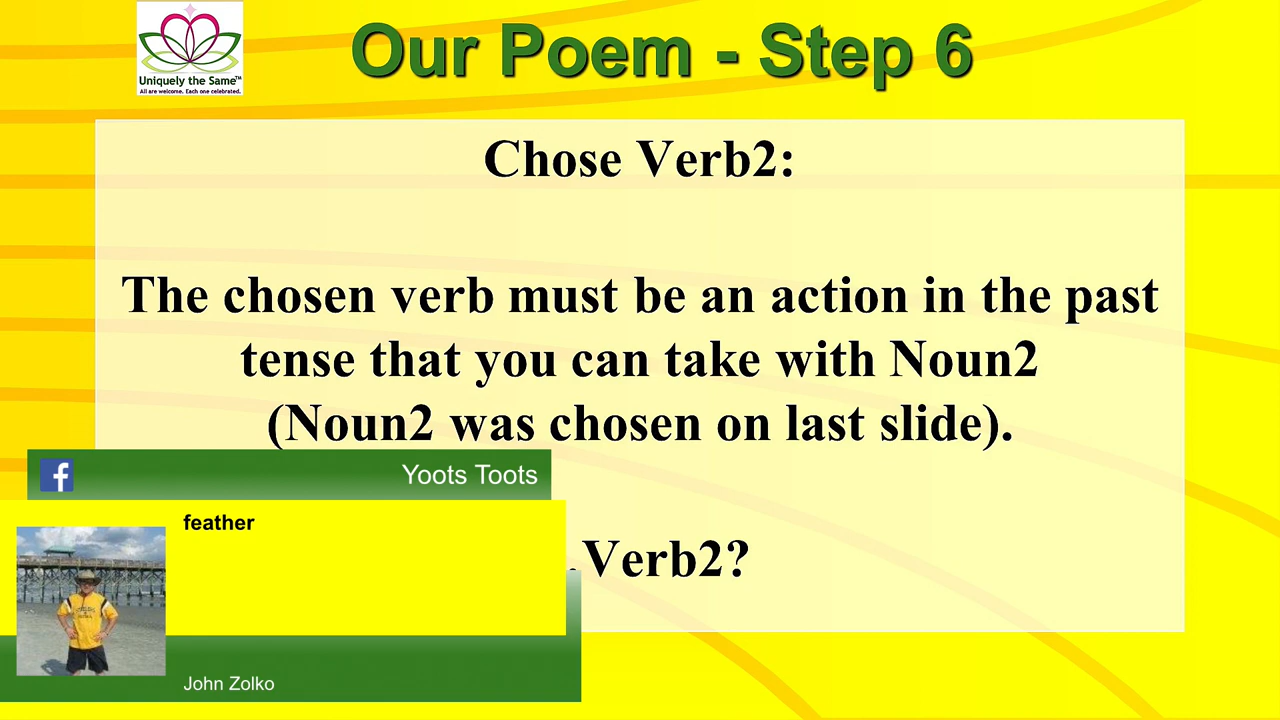 Uniquely the Same™
All are welcome. Each one celebrated.
Our Poem - Step 6
Chose Verb2:
The chosen verb must be an action in the past
tense that you can take with Noun2
(Noun2 was chosen on last slide).
Verb2?
Yoots Toots
feather
John Zolko